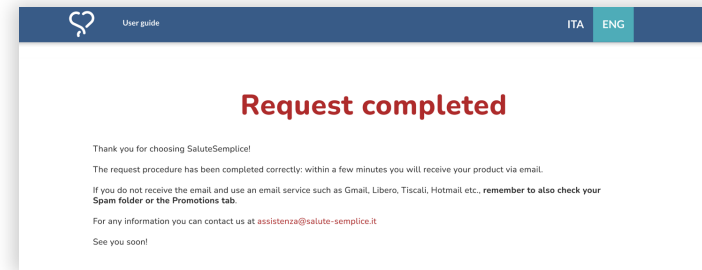 User guide
ITA ENG
Request completed
Thank you for choosing SaluteSemplice!
The request procedure has been completed correctly: within a few minutes you will receive your product via email.
If you do not receive the email and use an email service such as Gmail, Libero, Tiscali, Hotmail etc., remember to also check your
Spam folder or the Promotions tab.
For any information you can contact us at assistenza@salute-semplice.it
See you soon!